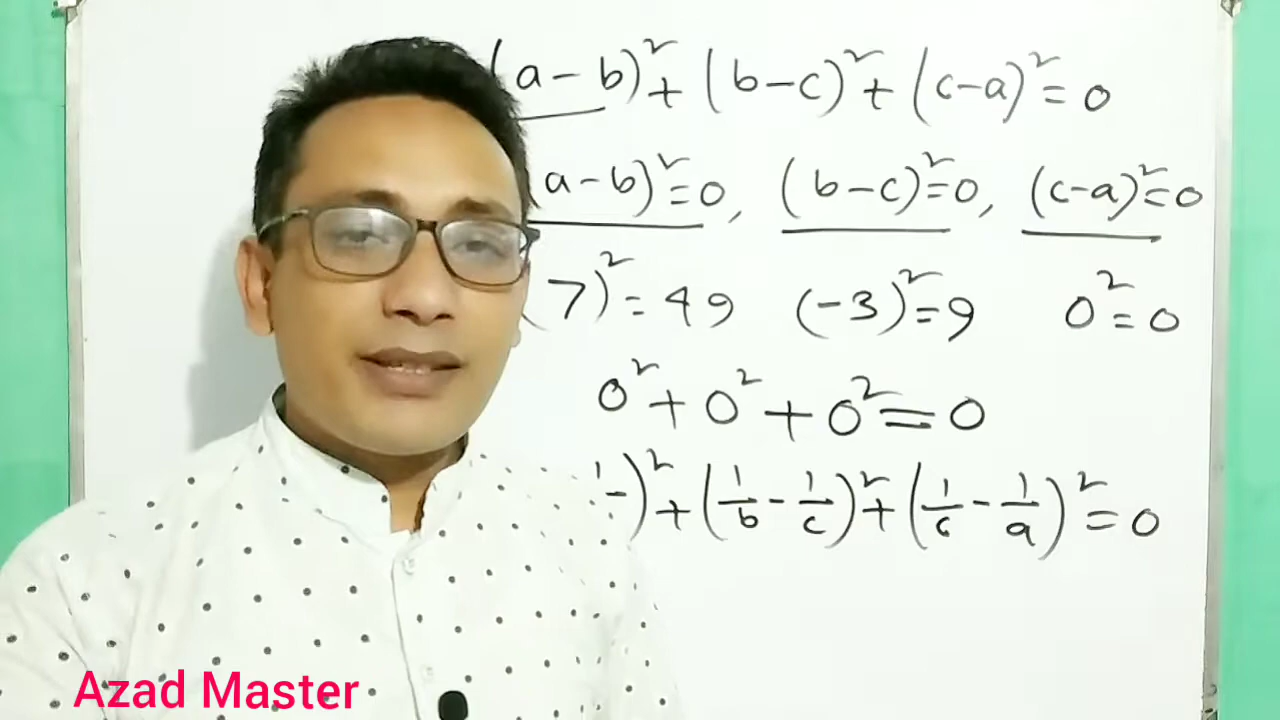 (a-b)² + (b-c)² + (c-a)² = 0
(a-b)² = 0, (b-c)² = 0, (c-a)² = 0
(7)² = 49 (-3)² = 9 0² = 0
0² + 0² + 0² = 0
)² + (1/b - 1/c)² + (1/c - 1/a)² = 0
Azad Master